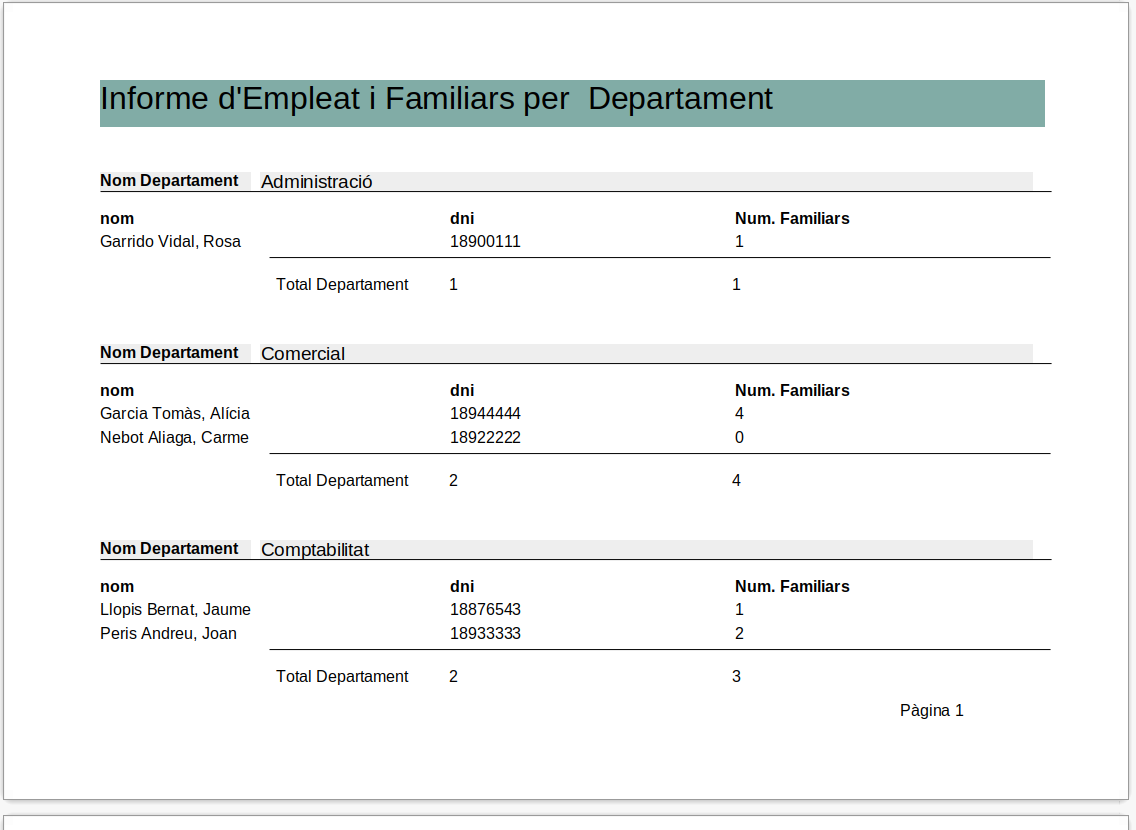 Informe d'Empleat i Familiars per  Departament
Nom Departament Administració
nom dni Num. Familiars
Garrido Vidal, Rosa 18900111 1
Total Departament 1 1
Nom Departament Comercial
nom dni Num. Familiars
Garcia Tomàs, Alícia 18944444 4
Nebot Aliaga, Carme 18922222 0
Total Departament 2 4
Nom Departament Comptabilitat
nom dni Num. Familiars
Llopis Bernat, Jaume 18876543 1
Peris Andreu, Joan 18933333 2
Total Departament 2 3
Pàgina 1